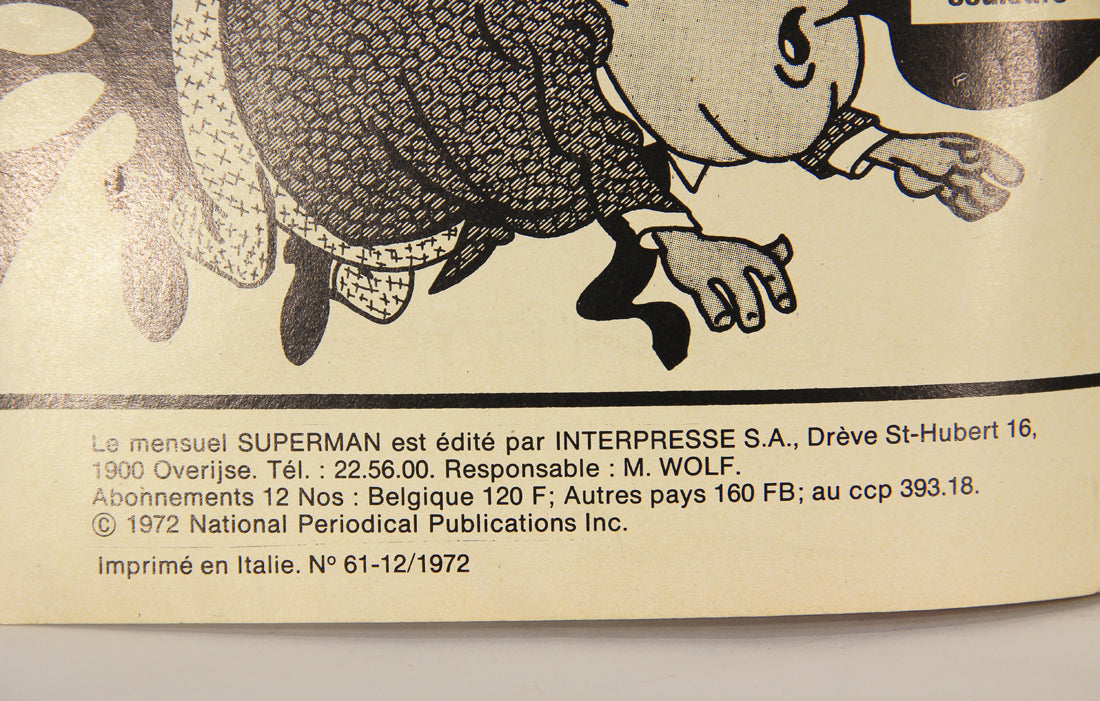 Le mensuel SUPERMAN est édité par INTERPRESSE S.A., Drève St-Hubert 16,
1900 Overijse. Tél. : 22.56.00. Responsable : M. WOLF.
Abonnements 12 Nos : Belgique 120 F; Autres pays 160 FB; au ccp 393.18.
© 1972 National Periodical Publications Inc.
Imprimé en Italie. Nº 61-12/1972